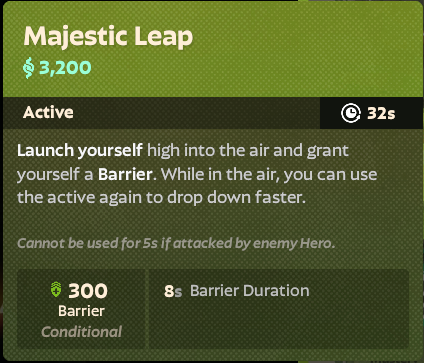 Majestic Leap
3,200
Active 32s
Launch yourself high into the air and grant
yourself a Barrier. While in the air, you can use
the active again to drop down faster.
Cannot be used for 5s if attacked by enemy Hero.
300 8s Barrier Duration
Barrier
Conditional